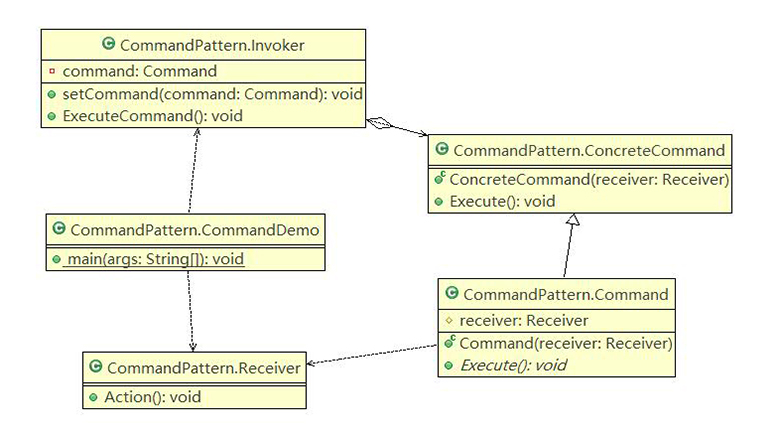 CommandPattern.Invoker
command: Command
setCommand(command: Command): void
ExecuteCommand(): void
CommandPattern.ConcreteCommand
ConcreteCommand(receiver: Receiver)
Execute(): void
CommandPattern.CommandDemo
main(args: String[]): void
CommandPattern.Command
receiver: Receiver
Command(receiver: Receiver)
Execute(): void
CommandPattern.Receiver
Action(): void